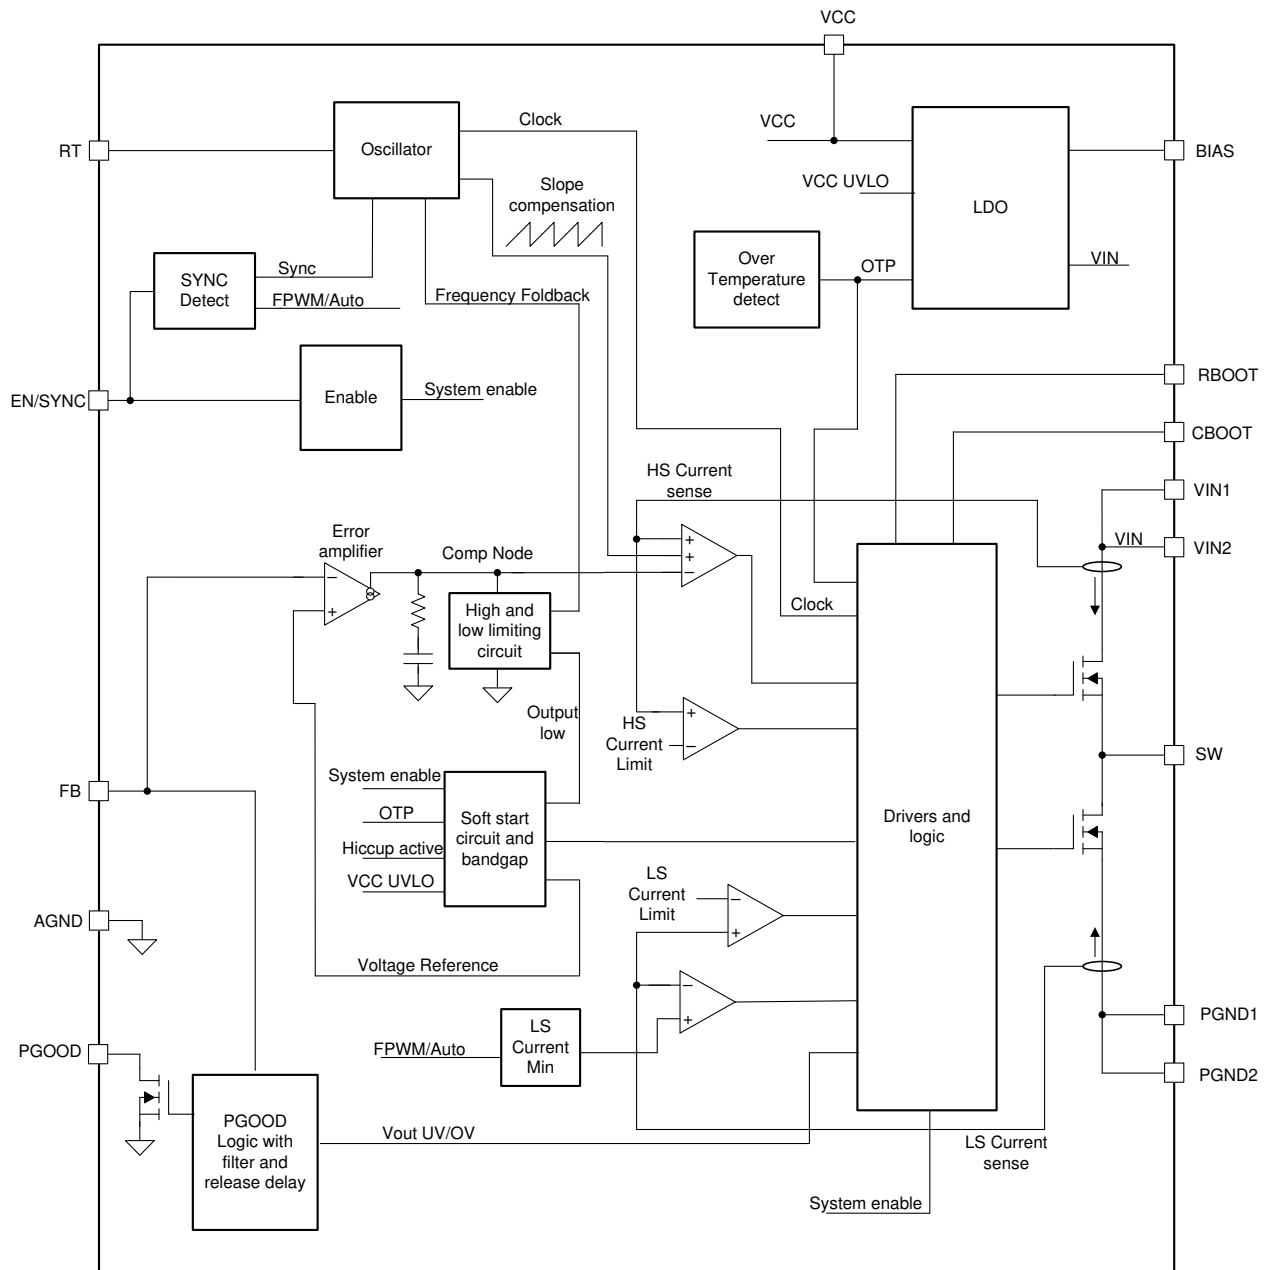 VCC
Clock
VCC
Oscillator
RT
BIAS
VCC UVLO
Slope
compensation
LDO
Over
Temperature
detect
OTP
VIN
Sync
SYNC
Detect
FPWM/Auto
Frequency Foldback
RBOOT
System enable
Enable
EN/SYNC
CBOOT
HS Current
sense
VIN1
Error
amplifier
Comp Node
+
+
−
VIN
VIN2
−
+
High and
low limiting
circuit
Clock
Output
low
HS
Current
Limit
+
−
SW
System enable
FB
OTP
Soft start
circuit and
bandgap
Drivers and
logic
Hiccup active
VCC UVLO
LS
Current
Limit
−
+
AGND
Voltage Reference
−
+
LS
Current
Min
PGND1
PGOOD
FPWM/Auto
PGND2
PGOOD
Logic with
filter and
release delay
Vout UV/OV
LS Current
sense
System enable